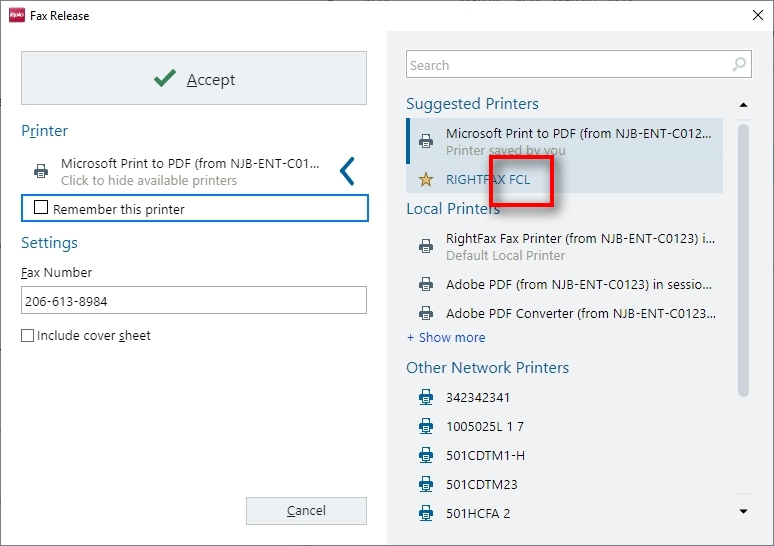 Epic
Fax Release
Accept
Printer
Microsoft Print to PDF (from NJB-ENT-C01...
Click to hide available printers
Remember this printer
Settings
Fax Number
206-613-8984
Include cover sheet
Cancel
Search
Suggested Printers
Microsoft Print to PDF (from NJB-ENT-C012...
Printer saved by you
RIGHTFAX FCL
Local Printers
RightFax Fax Printer (from NJB-ENT-C0123) i...
Default Local Printer
Adobe PDF (from NJB-ENT-C0123) in sessio...
Adobe PDF Converter (from NJB-ENT-C0123...
+ Show more
Other Network Printers
342342341
1005025L 1 7
501CDTM1-H
501CDTM23
501HCFA 2